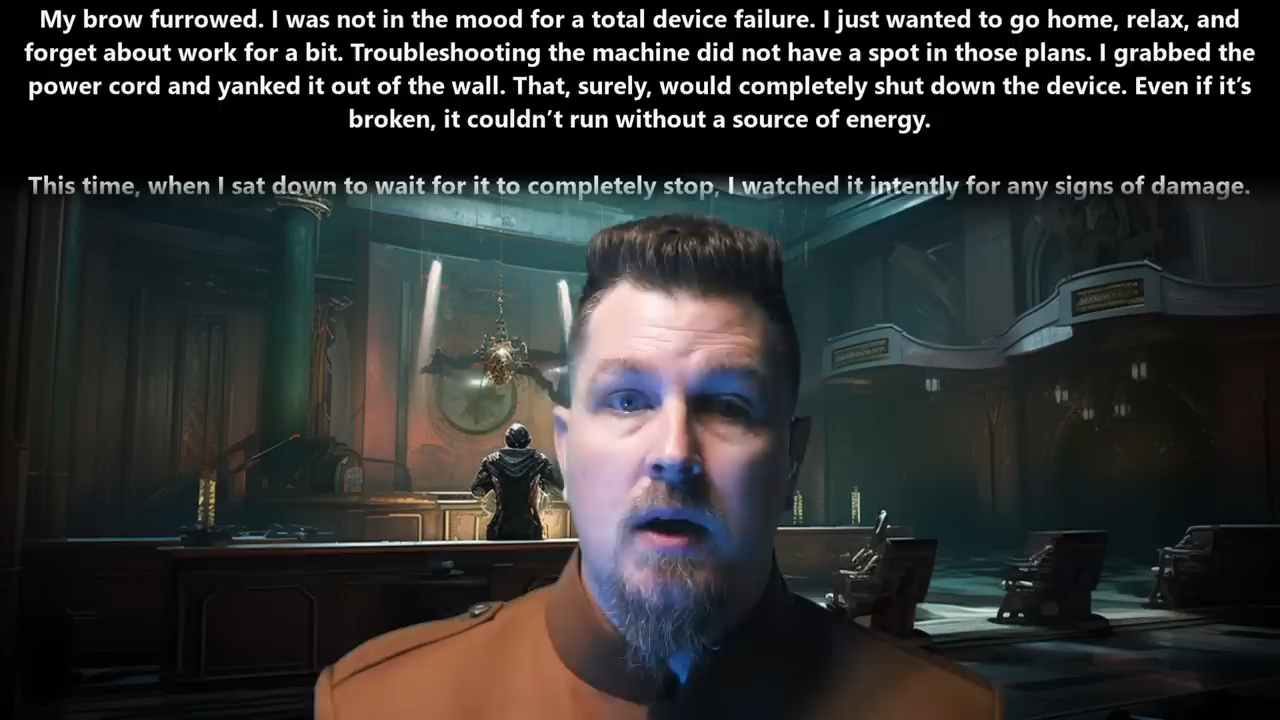 My brow furrowed. I was not in the mood for a total device failure. I just wanted to go home, relax, and
forget about work for a bit. Troubleshooting the machine did not have a spot in those plans. I grabbed the
power cord and yanked it out of the wall. That, surely, would completely shut down the device. Even if it’s
broken, it couldn’t run without a source of energy.
This time, when I sat down to wait for it to completely stop, I watched it intently for any signs of damage.